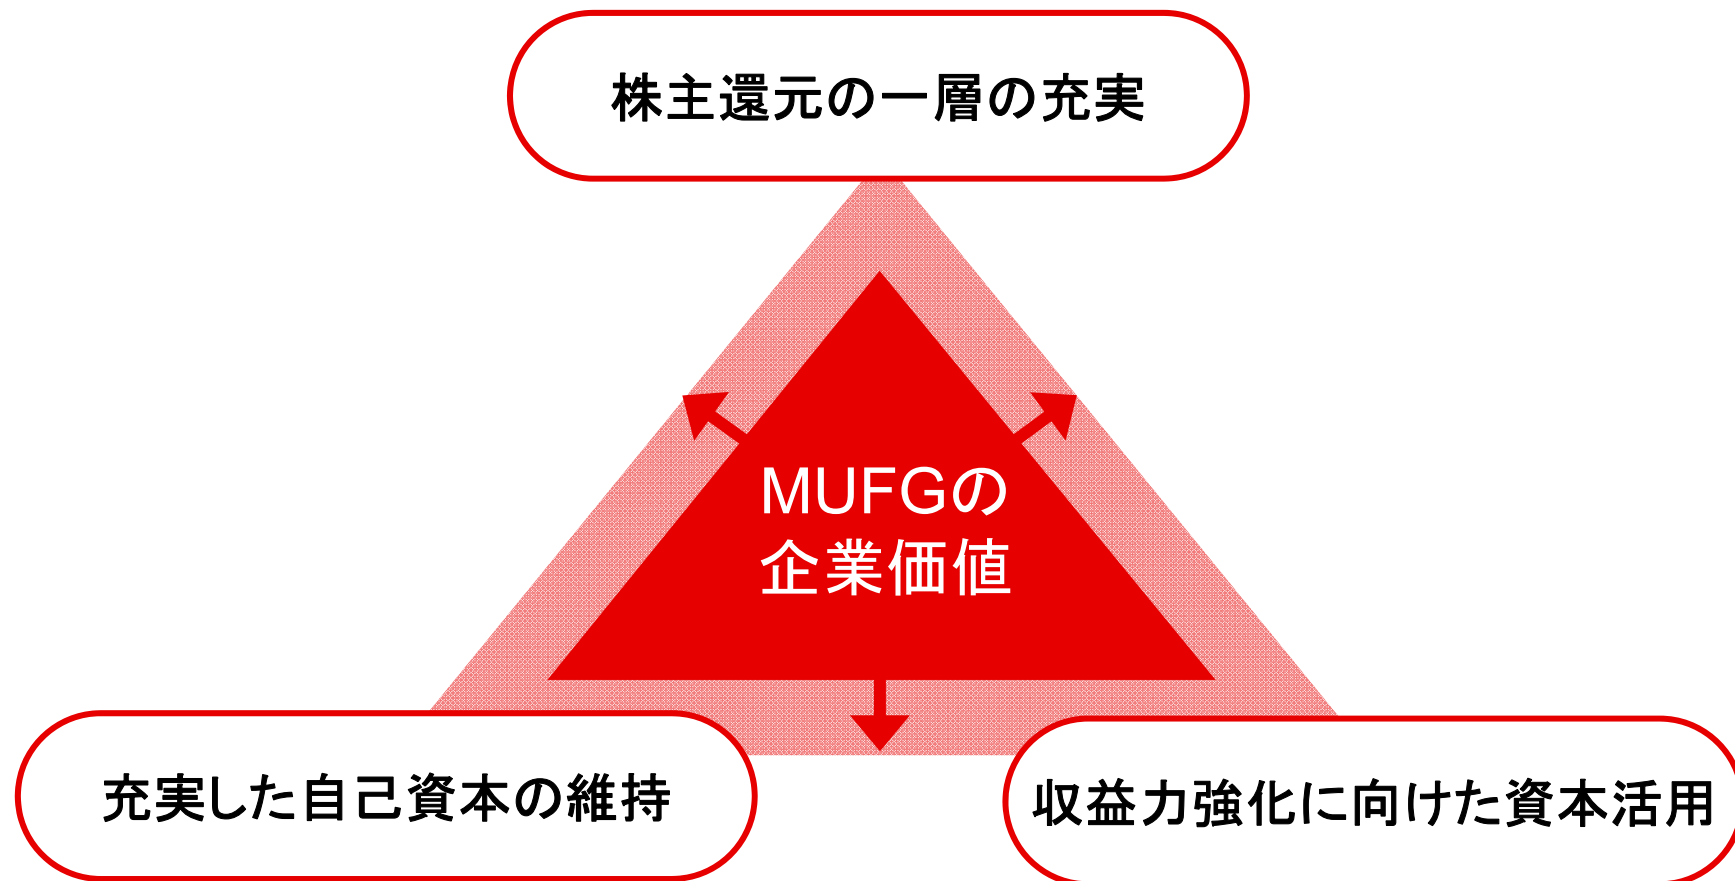 株主還元の一層の充実
MUFGの
企業価値
充実した自己資本の維持
収益力強化に向けた資本活用